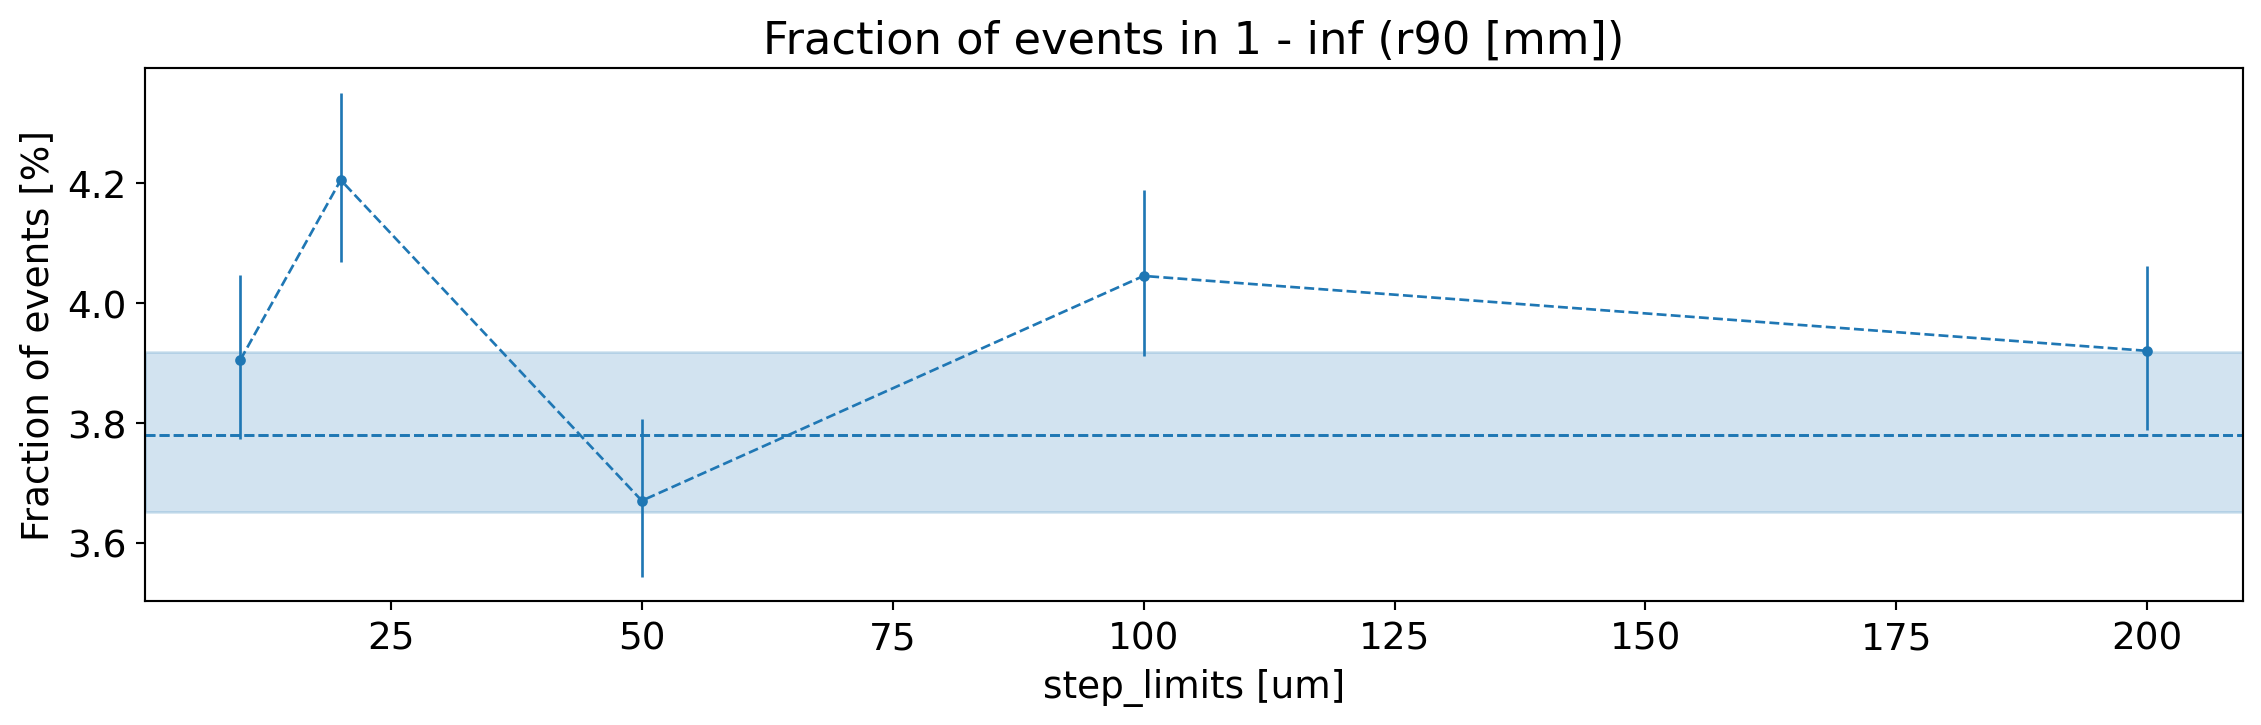 Fraction of events in 1 - inf (r90 [mm])
Fraction of events [%]
4.2
4.0
3.8
3.6
25 50 75 100 125 150 175 200
step_limits [um]